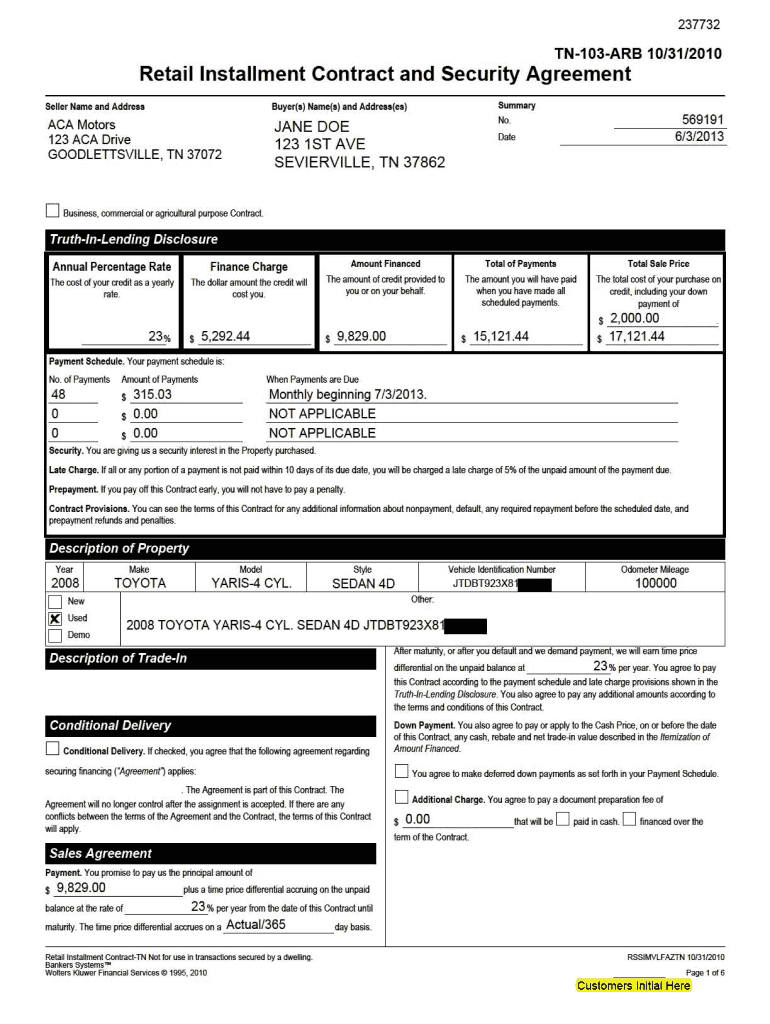 237732
TN-103-ARB 10/31/2010
Retail Installment Contract and Security Agreement
Seller Name and Address
ACA Motors
123 ACA Drive
GOODLETTSVILLE, TN 37072
Buyer(s) Name(s) and Address(es)
JANE DOE
123 1ST AVE
SEVIERVILLE, TN 37862
Summary
No. 569191
Date 6/3/2013
Business, commercial or agricultural purpose Contract.
Truth-In-Lending Disclosure
Annual Percentage Rate
The cost of your credit as a yearly
rate.
23%
Finance Charge
The dollar amount the credit will
cost you.
$ 5,292.44
Amount Financed
The amount of credit provided to
you or on your behalf.
$ 9,829.00
Total of Payments
The amount you will have paid
when you have made all
scheduled payments.
$ 15,121.44
Total Sale Price
The total cost of your purchase on
credit, including your down
payment of
$ 2,000.00 .
$ 17,121.44
Payment Schedule. Your payment schedule is:
No. of Payments Amount of Payments When Payments are Due
48 $ 315.03 Monthly beginning 7/3/2013.
0 $ 0.00 NOT APPLICABLE
0 $ 0.00 NOT APPLICABLE
Security. You are giving us a security interest in the Property purchased.
Late Charge. If all or any portion of a payment is not paid within 10 days of its due date, you will be charged a late charge of 5% of the unpaid amount of the payment due.
Prepayment. If you pay off this Contract early, you will not have to pay a penalty.
Contract Provisions. You can see the terms of this Contract for any additional information about nonpayment, default, any required repayment before the scheduled date, and
prepayment refunds and penalties.
Description of Property
Year Make Model Style Vehicle Identification Number Odometer Mileage
2008 TOYOTA YARIS-4 CYL. SEDAN 4D JTDBT923X81 100000
New
X Used
Demo
Other:
2008 TOYOTA YARIS-4 CYL. SEDAN 4D JTDBT923X81
Description of Trade-In
Conditional Delivery
Conditional Delivery. If checked, you agree that the following agreement regarding
securing financing ("Agreement") applies:
. The Agreement is part of this Contract. The
Agreement will no longer control after the assignment is accepted. If there are any
conflicts between the terms of the Agreement and the Contract, the terms of this Contract
will apply.
Sales Agreement
Payment. You promise to pay us the principal amount of
$ 9,829.00 plus a time price differential accruing on the unpaid
balance at the rate of 23 % per year from the date of this Contract until
maturity. The time price differential accrues on a Actual/365 day basis.
After maturity, or after you default and we demand payment, we will earn time price
differential on the unpaid balance at 23 % per year. You agree to pay
this Contract according to the payment schedule and late charge provisions shown in the
Truth-In-Lending Disclosure. You also agree to pay any additional amounts according to
the terms and conditions of this Contract.
Down Payment. You also agree to pay or apply to the Cash Price, on or before the date
of this Contract, any cash, rebate and net trade-in value described in the Itemization of
Amount Financed.
You agree to make deferred down payments as set forth in your Payment Schedule.
Additional Charge. You agree to pay a document preparation fee of
$ 0.00 that will be paid in cash. financed over the
term of the Contract.
Retail Installment Contract-TN Not for use in transactions secured by a dwelling.
Bankers Systems™
Wolters Kluwer Financial Services © 1995, 2010
RSSIMVLFAZTN 10/31/2010
Page 1 of 6
Customers Initial Here